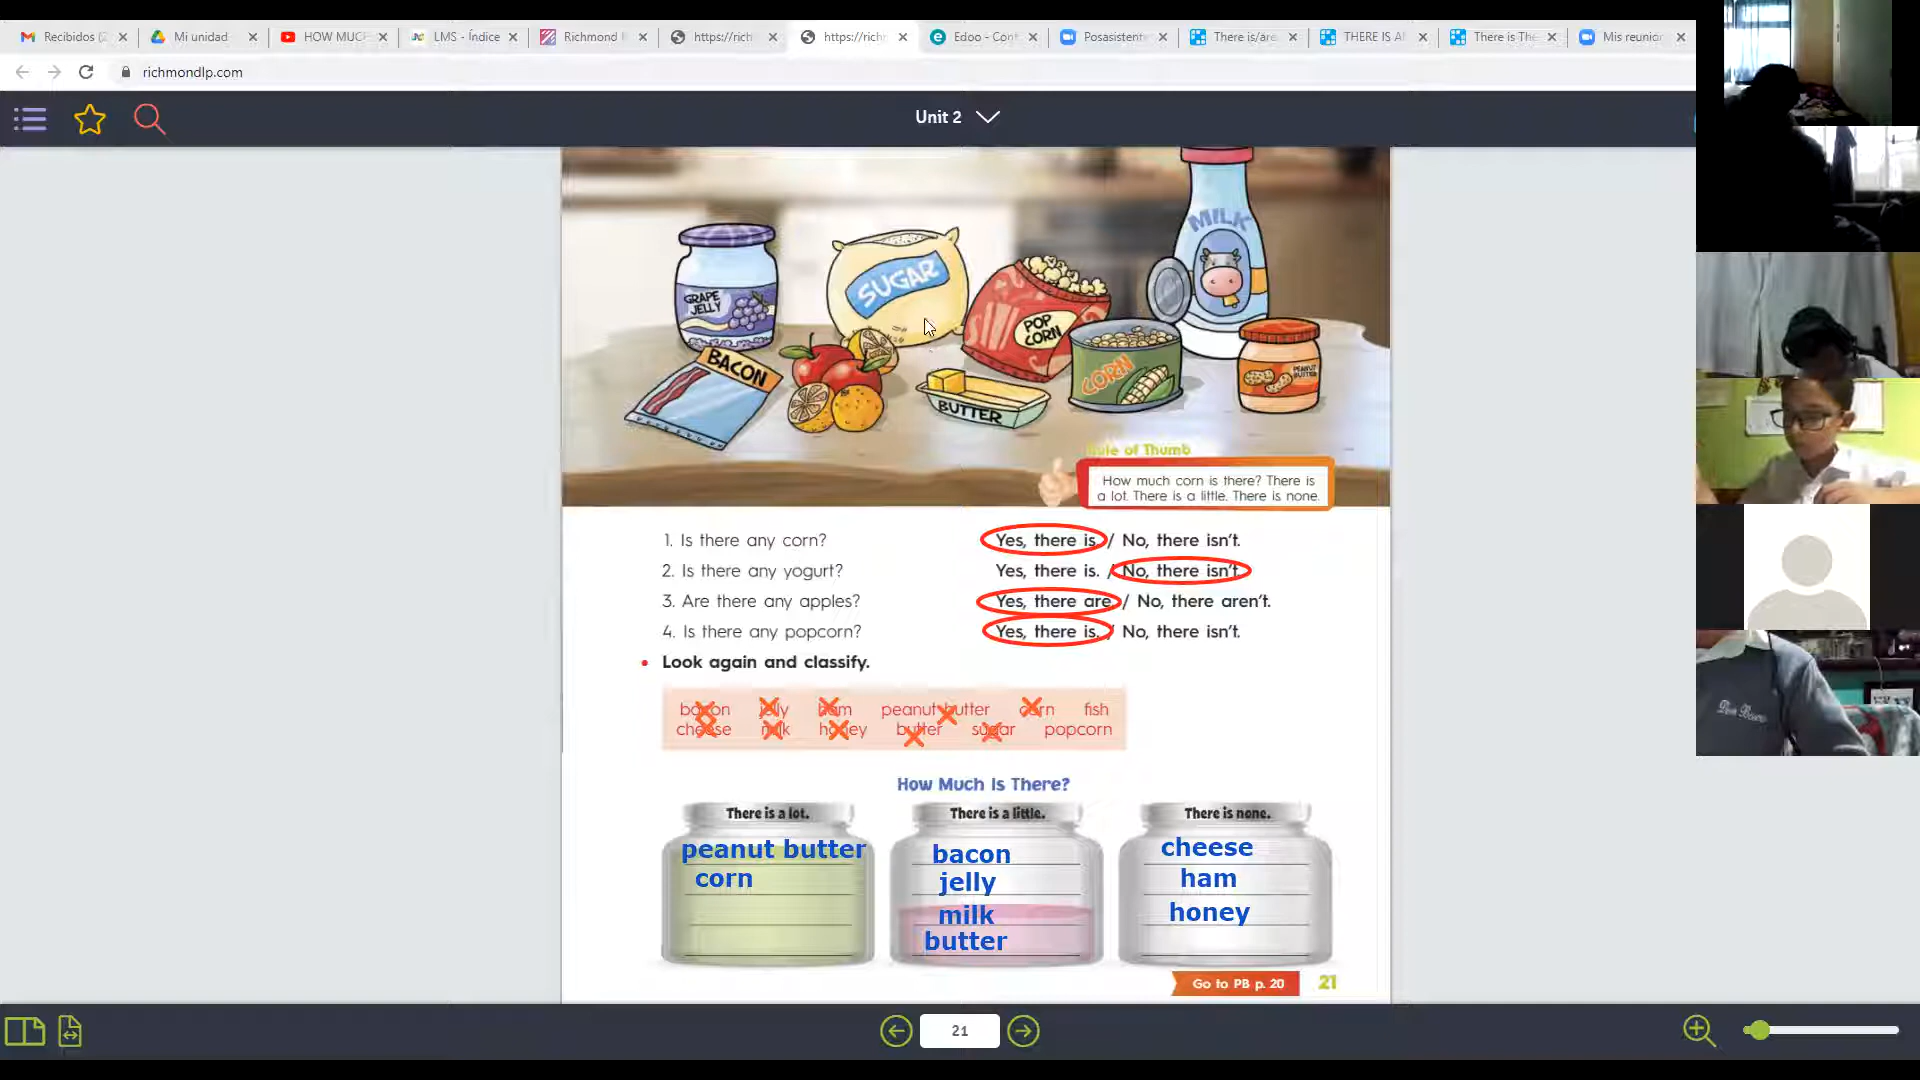 Recibidos (2
Mi unidad
HOW MUCH
LMS - Índice
Richmond
https://rich
https://richr
Edoo - Cont
Posasistente
There is/are
THERE IS A
There is The
Mis reunion
richmondlp.com
Unit 2
MILK
GRAPE
JELLY
SUGAR
POP
CORN
BACON
CORN
PEANUT
BUTTER
BUTTER
Rule of Thumb
How much corn is there? There is
a lot. There is a little. There is none.
1. Is there any corn? Yes, there is. / No, there isn't.
2. Is there any yogurt? Yes, there is. / No, there isn't.
3. Are there any apples? Yes, there are. / No, there aren't.
4. Is there any popcorn? Yes, there is. / No, there isn't.
• Look again and classify.
bacon jelly ham peanut butter corn fish
cheese milk honey butter sugar popcorn
How Much Is There?
There is a lot.
peanut butter
corn
There is a little.
bacon
jelly
milk
butter
There is none.
cheese
ham
honey
Go to PB p. 20
21
21